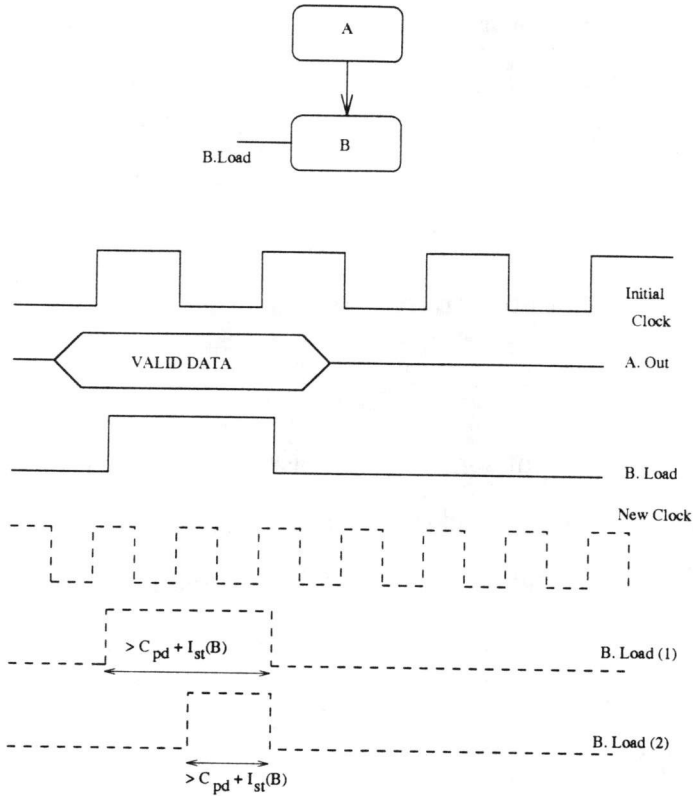 A
B.Load
B
Initial
Clock
VALID DATA
A. Out
B. Load
New Clock
> C pd + I st (B)
B. Load (1)
B. Load (2)
> C pd + I st (B)